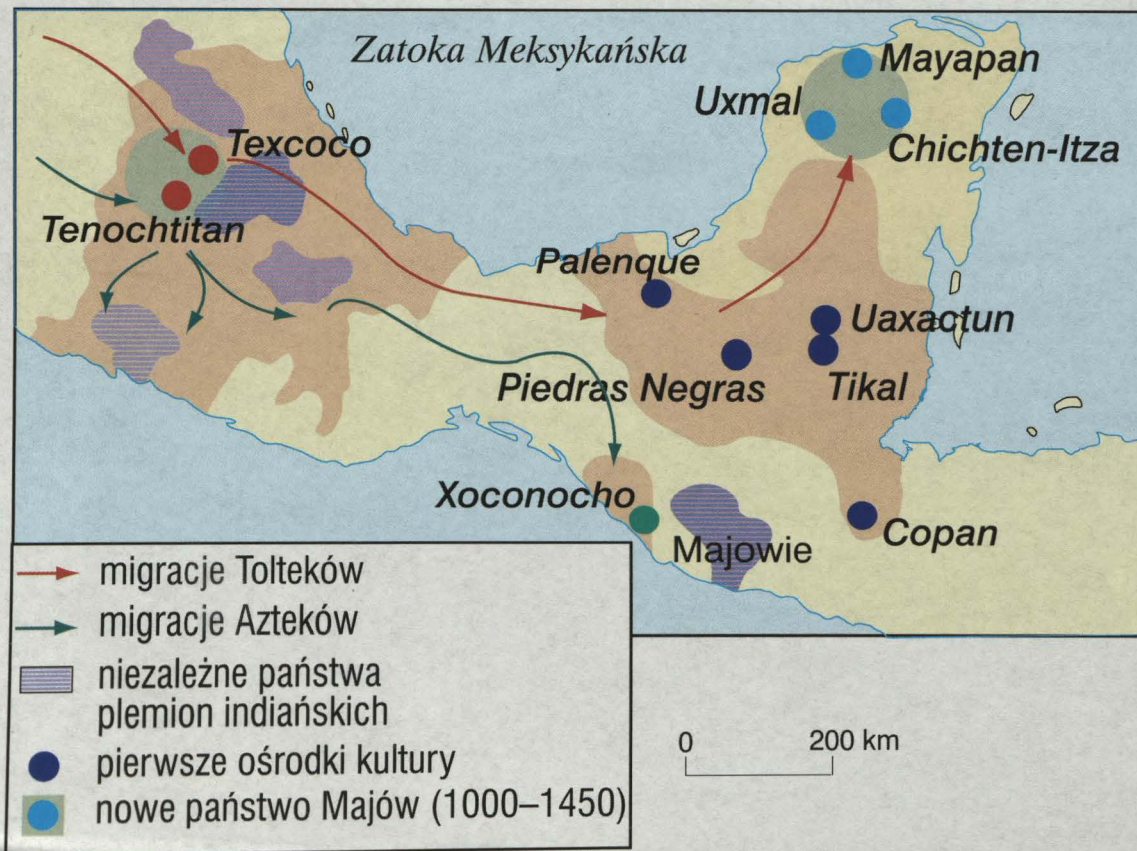 Zatoka Meksykańska
Mayapan
Uxmal
Chichten-Itza
Texcoco
Tenochtitan
Palenque
Uaxactun
Piedras Negras
Tikal
Xoconocho
Majowie
Copan
migracje Tolteków
migracje Azteków
niezależne państwa
plemion indiańskich
pierwsze ośrodki kultury
nowe państwo Majów (1000–1450)
0 200 km